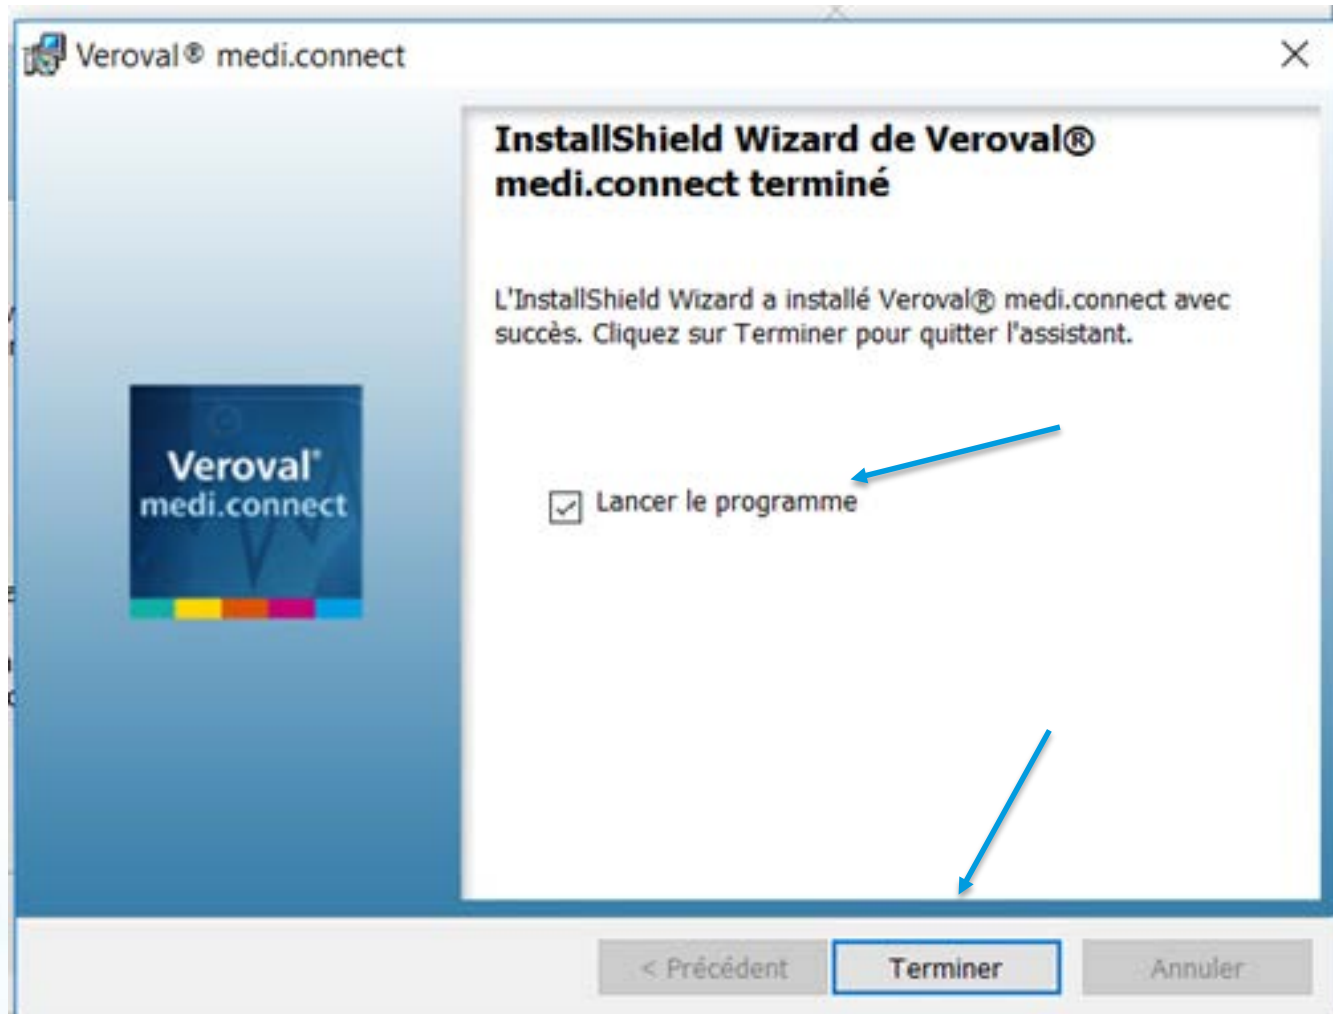 Veroval® medi.connect
InstallShield Wizard de Veroval®
medi.connect terminé
L'InstallShield Wizard a installé Veroval® medi.connect avec
succès. Cliquez sur Terminer pour quitter l'assistant.
Veroval®
medi.connect
Lancer le programme
< Précédent
Terminer
Annuler